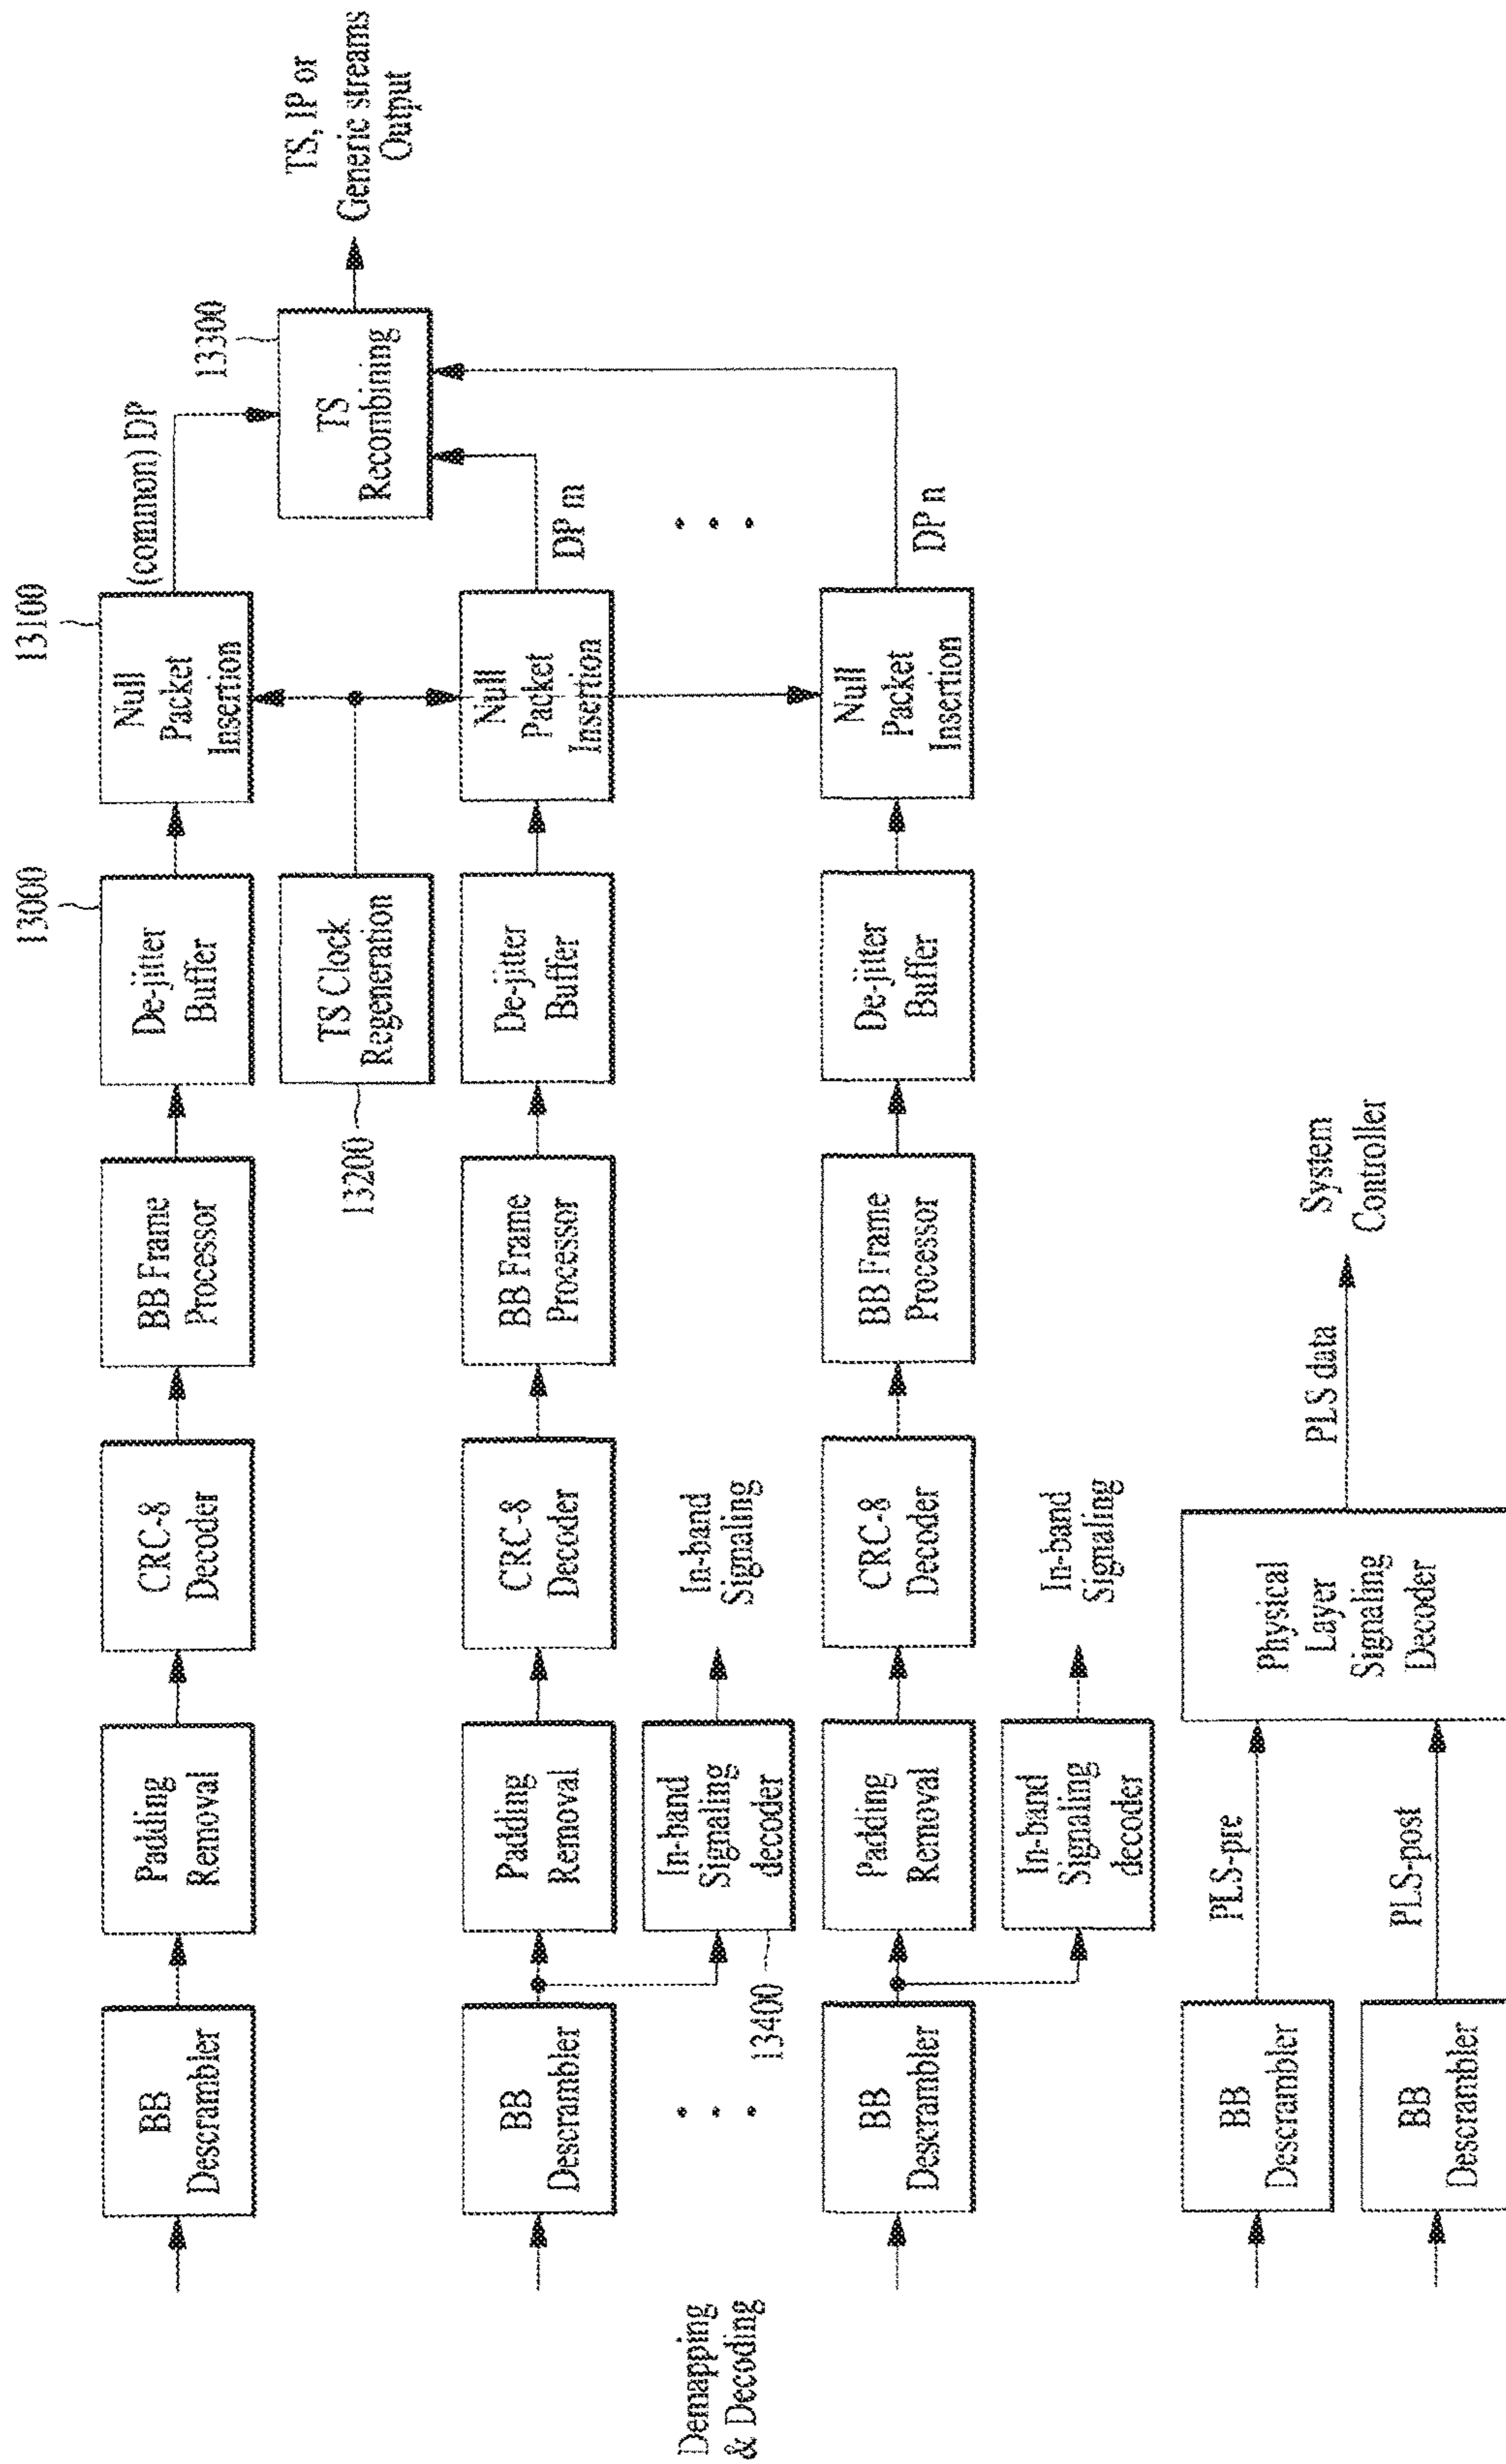 13000
13100
BB
Descrambler
Padding
Removal
CRC-8
Decoder
BB Frame
Processor
De-jitter
Buffer
Null
Packet
Insertion
(common) DP
13200
TS Clock
Regeneration
13300
TS
Recombining
TS, IP or
Generic streams
Output
BB
Descrambler
Padding
Removal
CRC-8
Decoder
BB Frame
Processor
De-jitter
Buffer
Null
Packet
Insertion
DP m
Demapping
& Decoding
• • •
13400
In-band
Signaling
decoder
In-band
Signaling
• • •
BB
Descrambler
Padding
Removal
CRC-8
Decoder
BB Frame
Processor
De-jitter
Buffer
Null
Packet
Insertion
DP n
In-band
Signaling
decoder
In-band
Signaling
BB
Descrambler
PLS-pre
BB
Descrambler
PLS-post
Physical
Layer
Signaling
Decoder
PLS data
System
Controller